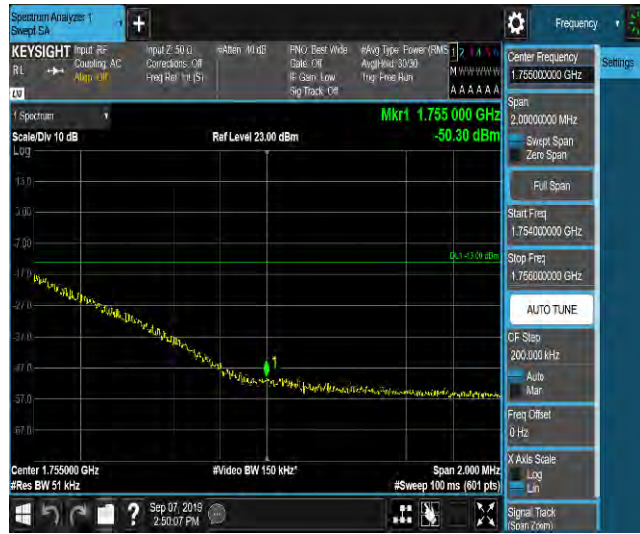 Spectrum Analyzer 1
Swept SA
Frequency
KEYSIGHT
RL
Input: RF
Coupling: AC
Align: Off
Input Z: 50 Ω
Corrections: Off
Freq Ref: Int (S)
#Atten: 40 dB
PNO: Best Wide
Gate: Off
IF Gain: Low
Sig Track: Off
#Avg Type: Power (RMS
Avg|Hold: 30/30
Trig: Free Run
M W W W W W
A A A A A A
LXI
1 Spectrum
Scale/Div 10 dB
Log
Ref Level 23.00 dBm
Mkr1 1.755 000 GHz
-50.30 dBm
13.0
3.00
-7.00
DL1 -13.00 dBm
-17.0
-27.0
-37.0
1
-47.0
-57.0
-67.0
Center 1.755000 GHz
#Res BW 51 kHz
#Video BW 150 kHz*
Span 2.000 MHz
#Sweep 100 ms (601 pts)
Sep 07, 2019
2:50:07 PM
Center Frequency
1.755000000 GHz
Settings
Span
2.00000000 MHz
Swept Span
Zero Span
Full Span
Start Freq
1.754000000 GHz
Stop Freq
1.756000000 GHz
AUTO TUNE
CF Step
200.000 kHz
Auto
Man
Freq Offset
0 Hz
X Axis Scale
Log
Lin
Signal Track
(Span Zoom)